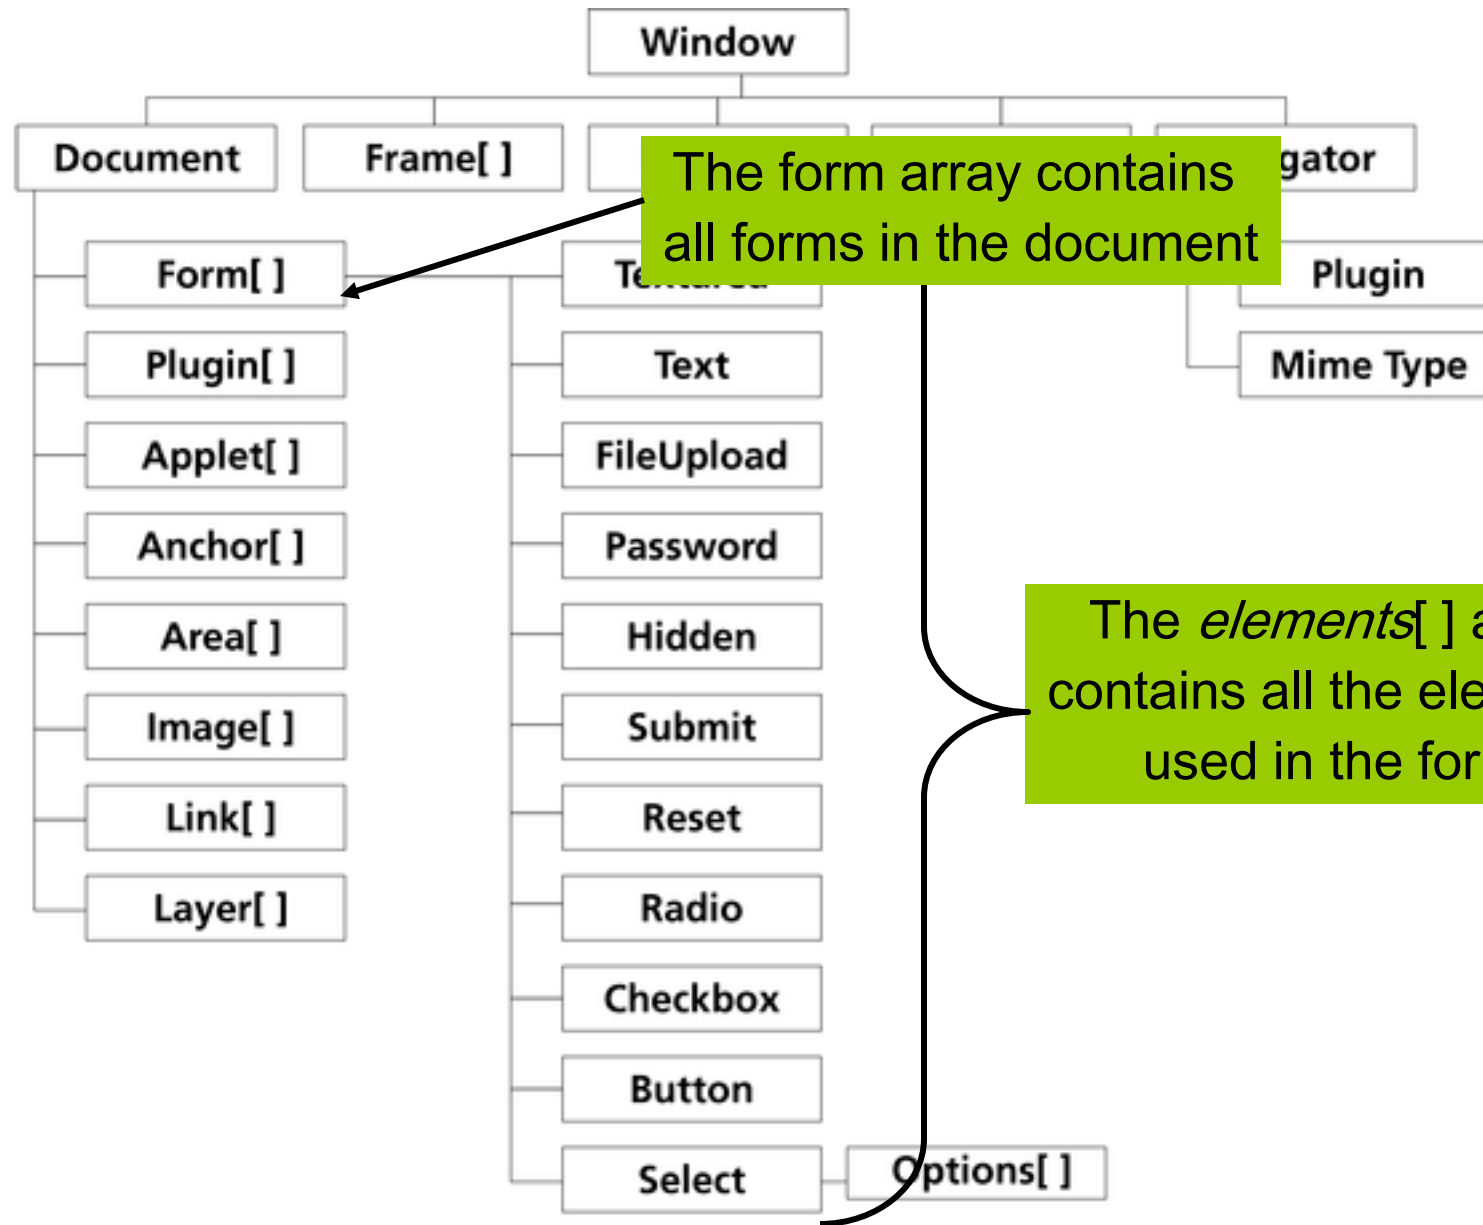 Window
Document
Frame[ ]
gator
The form array contains
all forms in the document
Form[ ]
Plugin[ ]
Applet[ ]
Anchor[ ]
Area[ ]
Image[ ]
Link[ ]
Layer[ ]
Text
FileUpload
Password
Hidden
Submit
Reset
Radio
Checkbox
Button
Select
Options[ ]
Plugin
Mime Type
The elements[ ] a
contains all the ele
used in the for